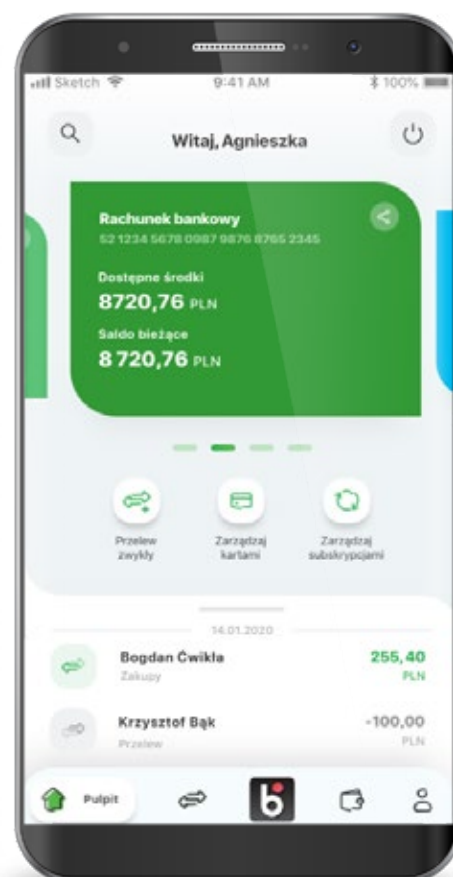 Sketch 9:41 AM 100%
Witaj, Agnieszka
Rachunek bankowy
52 1234 5678 0987 9876 8765 2345
Dostępne środki
8720,76 PLN
Saldo bieżące
8 720,76 PLN
Przelew zwykły
Zarządzaj kartami
Zarządzaj subskrypcjami
14.01.2020
Bogdan Ćwikła 255,40
Zakupy PLN
Krzysztof Bąk -100,00
Przelew PLN
Pulpit
b